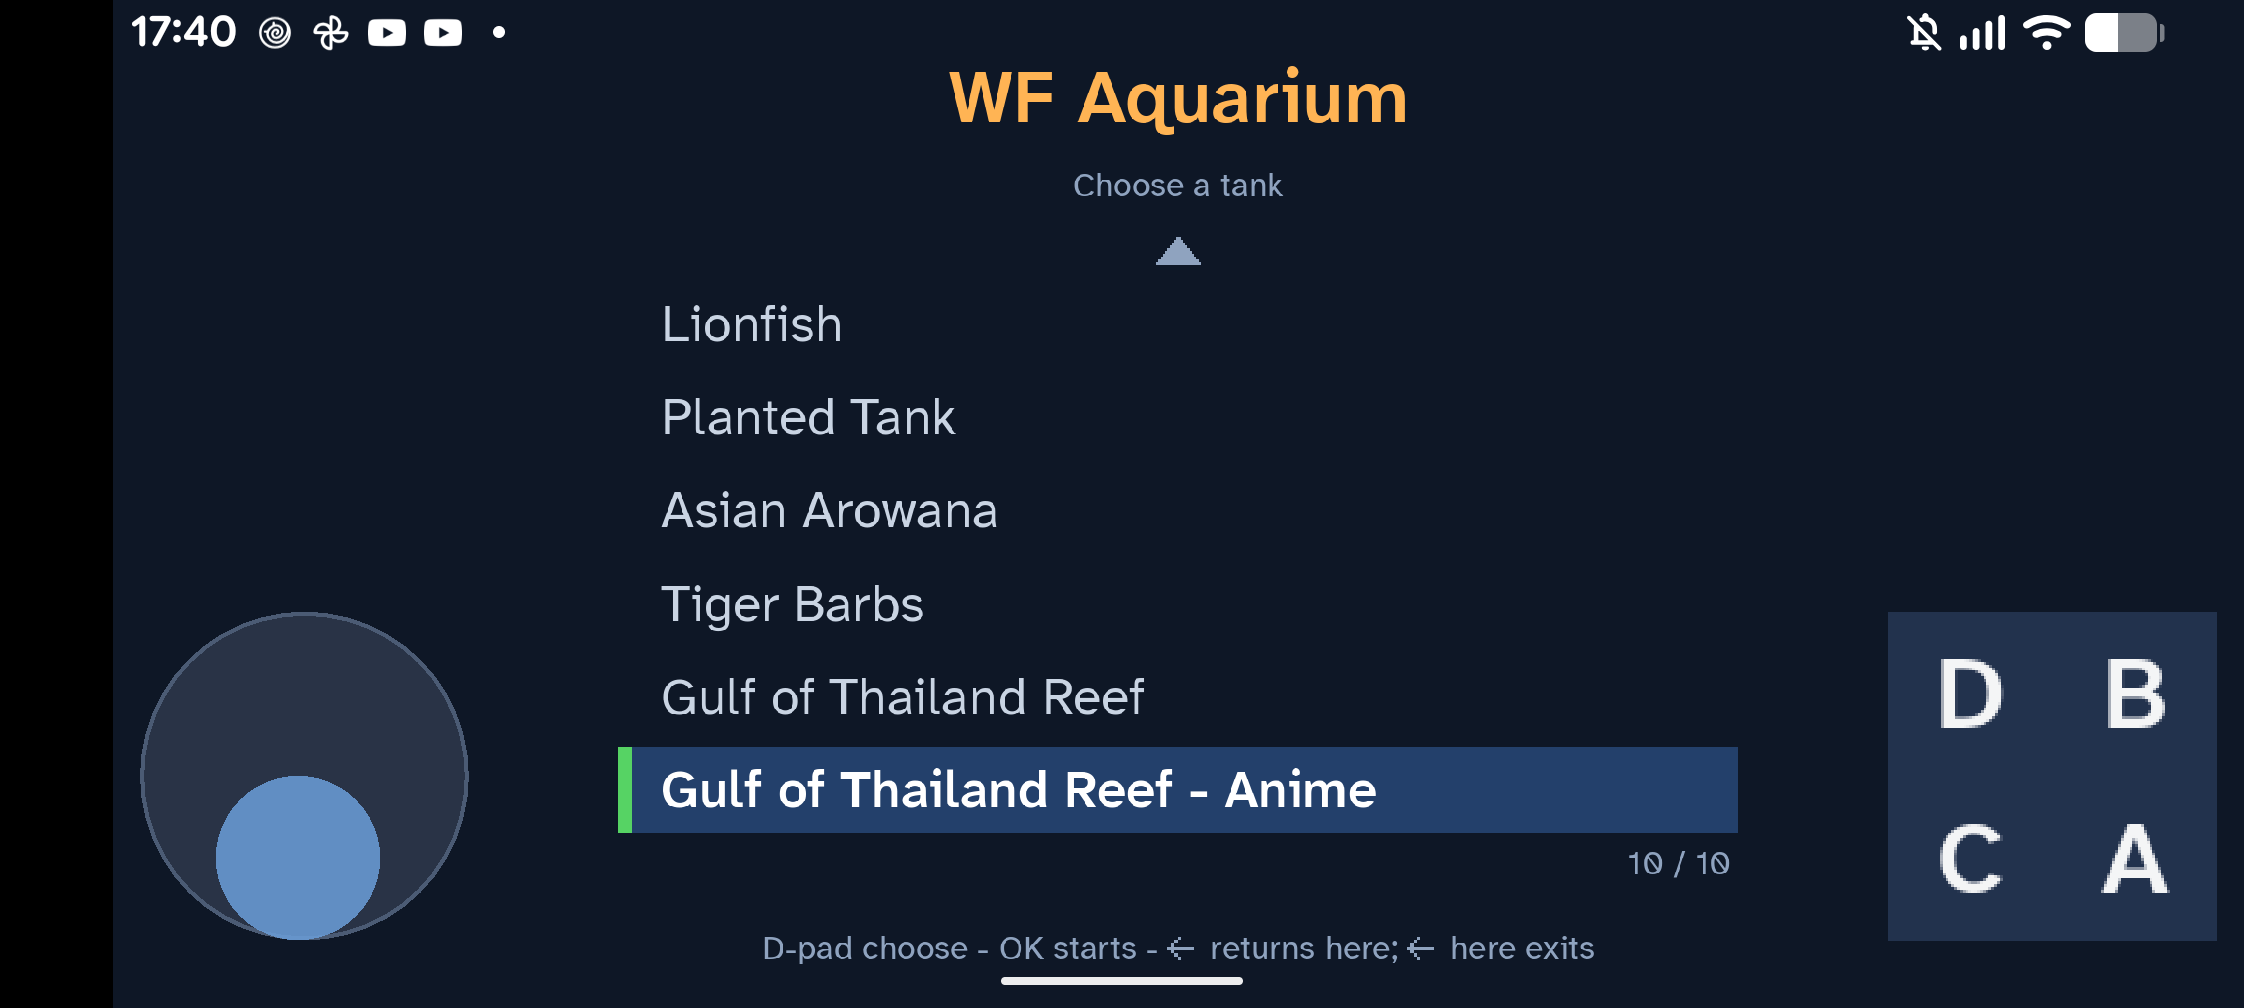 17:40
WF Aquarium
Choose a tank
Lionfish
Planted Tank
Asian Arowana
Tiger Barbs
Gulf of Thailand Reef
Gulf of Thailand Reef - Anime
10 / 10
D B
C A
D-pad choose - OK starts - ← returns here; ← here exits